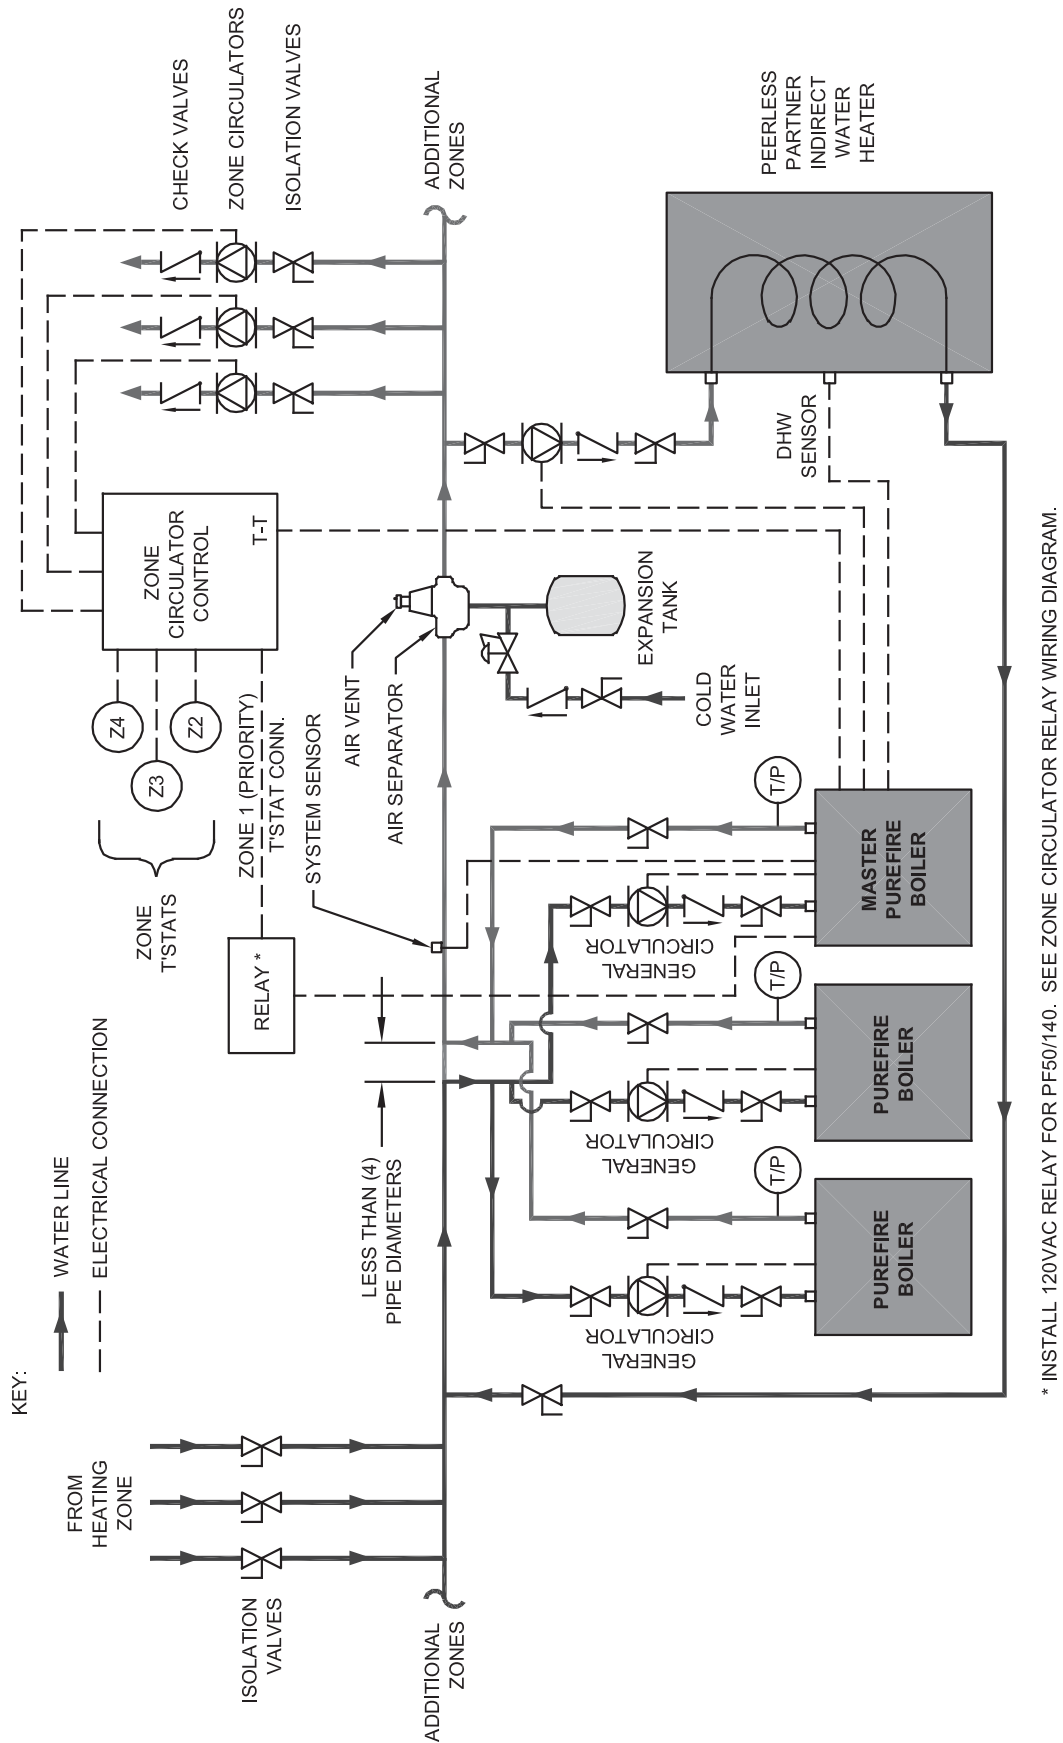 KEY:
WATER LINE
ELECTRICAL CONNECTION
FROM
HEATING
ZONE
ISOLATION
VALVES
ADDITIONAL
ZONES
LESS THAN (4)
PIPE DIAMETERS
RELAY *
ZONE
T'STATS
Z4
Z3
Z2
ZONE 1 (PRIORITY)
T'STAT CONN.
SYSTEM SENSOR
ZONE
CIRCULATOR
CONTROL
T-T
AIR VENT
AIR SEPARATOR
CHECK VALVES
ZONE CIRCULATORS
ISOLATION VALVES
ADDITIONAL
ZONES
EXPANSION
TANK
COLD
WATER
INLET
DHW
SENSOR
PEERLESS
PARTNER
INDIRECT
WATER
HEATER
GENERAL
CIRCULATOR
T/P
PUREFIRE
BOILER
GENERAL
CIRCULATOR
T/P
PUREFIRE
BOILER
GENERAL
CIRCULATOR
T/P
MASTER
PUREFIRE
BOILER
* INSTALL 120VAC RELAY FOR PF50/140. SEE ZONE CIRCULATOR RELAY WIRING DIAGRAM.